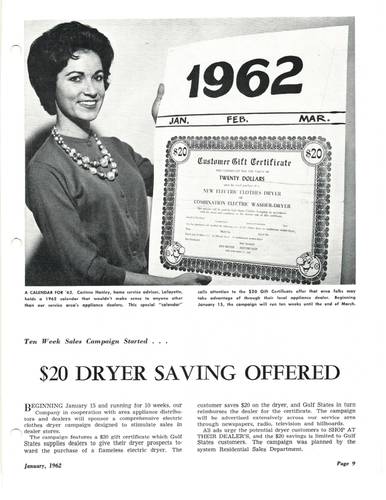 1962
JAN. FEB. MAR.
$20 $20
Customer Gift Certificate
TWENTY DOLLARS
NEW ELECTRIC CLOTHES DRYER
COMBINATION ELECTRIC WASHER-DRYER
A CALENDAR FOR '62. Corinne Hanley, home service advisor, Lafayette,
holds a 1962 calendar that wouldn't make sense to anyone other
than our service area's appliance dealers. This special "calendar"
calls attention to the $20 Gift Certificate offer that area folks may
take advantage of through their local appliance dealer. Beginning
January 15, the campaign will run ten weeks until the end of March.
Ten Week Sales Campaign Started . . .
$20 DRYER SAVING OFFERED
BEGINNING January 15 and running for 10 weeks, our
Company in cooperation with area appliance distribu-
tors and dealers will sponsor a comprehensive electric
clothes dryer campaign designed to stimulate sales in
dealer stores.
The campaign features a $20 gift certificate which Gulf
States supplies dealers to give their dryer prospects to-
ward the purchase of a flameless electric dryer. The
customer saves $20 on the dryer, and Gulf States in turn
reimburses the dealer for the certificate. The campaign
will be advertised extensively across our service area
through newspapers, radio, television and billboards.
All ads urge the potential dryer customers to SHOP AT
THEIR DEALER'S, and the $20 savings is limited to Gulf
States customers. The campaign was planned by the
system Residential Sales Department.
January, 1962
Page 9